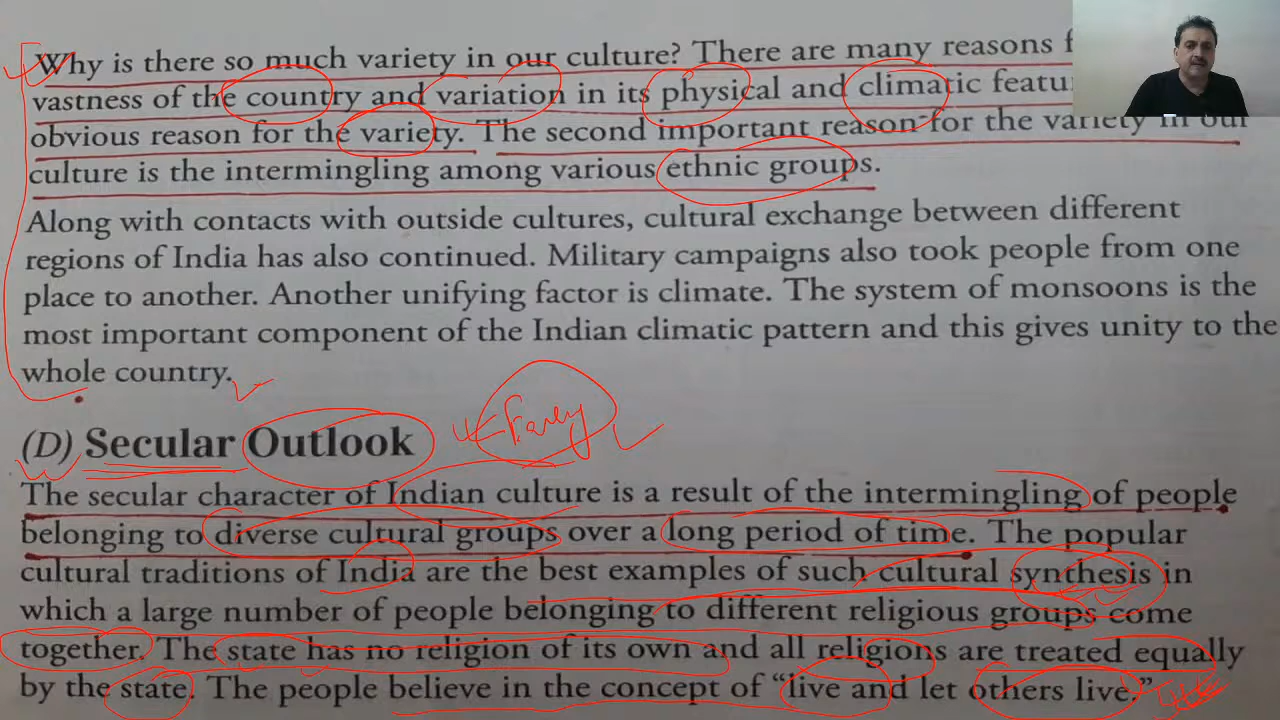 Why is there so much variety in our culture? There are many reasons
vastness of the country and variation in its physical and climatic
obvious reason for the variety. The second important reason for the variety in our
culture is the intermingling among various ethnic groups.
Along with contacts with outside cultures, cultural exchange between different
regions of India has also continued. Military campaigns also took people from one
place to another. Another unifying factor is climate. The system of monsoons is the
most important component of the Indian climatic pattern and this gives unity to the
whole country.
(D) Secular Outlook
The secular character of Indian culture is a result of the intermingling of people
belonging to diverse cultural groups over a long period of time. The popular
cultural traditions of India are the best examples of such cultural synthesis in
which a large number of people belonging to different religious groups come
together. The state has no religion of its own and all religions are treated equally
by the state. The people believe in the concept of “live and let others live.”